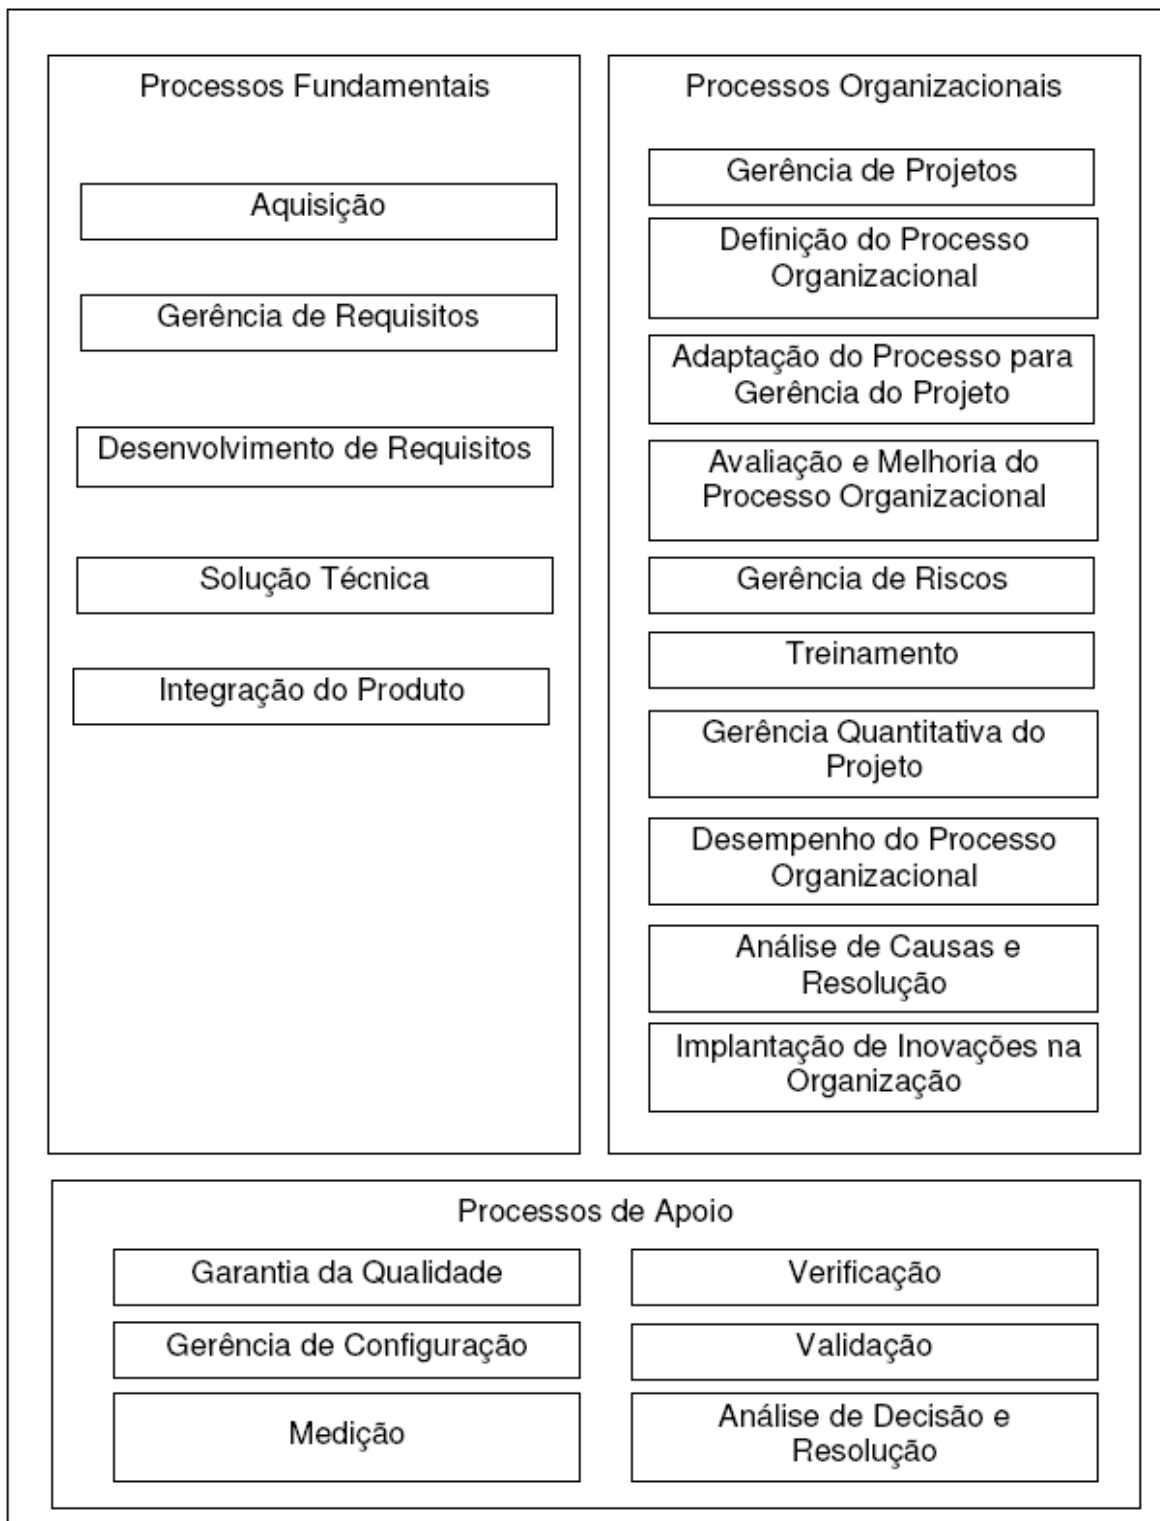 Processos Fundamentais
Aquisição
Gerência de Requisitos
Desenvolvimento de Requisitos
Solução Técnica
Integração do Produto
Processos Organizacionais
Gerência de Projetos
Definição do Processo
Organizacional
Adaptação do Processo para
Gerência do Projeto
Avaliação e Melhoria do
Processo Organizacional
Gerência de Riscos
Treinamento
Gerência Quantitativa do
Projeto
Desempenho do Processo
Organizacional
Análise de Causas e
Resolução
Implantação de Inovações na
Organização
Processos de Apoio
Garantia da Qualidade
Gerência de Configuração
Medição
Verificação
Validação
Análise de Decisão e
Resolução